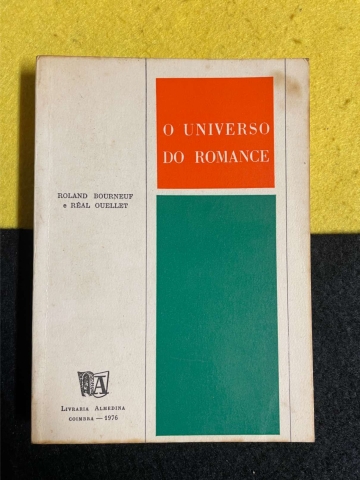 O UNIVERSO
DO ROMANCE
ROLAND BOURNEUF
e RÉAL OUELLET
LIVRARIA ALMEDINA
COIMBRA — 1976